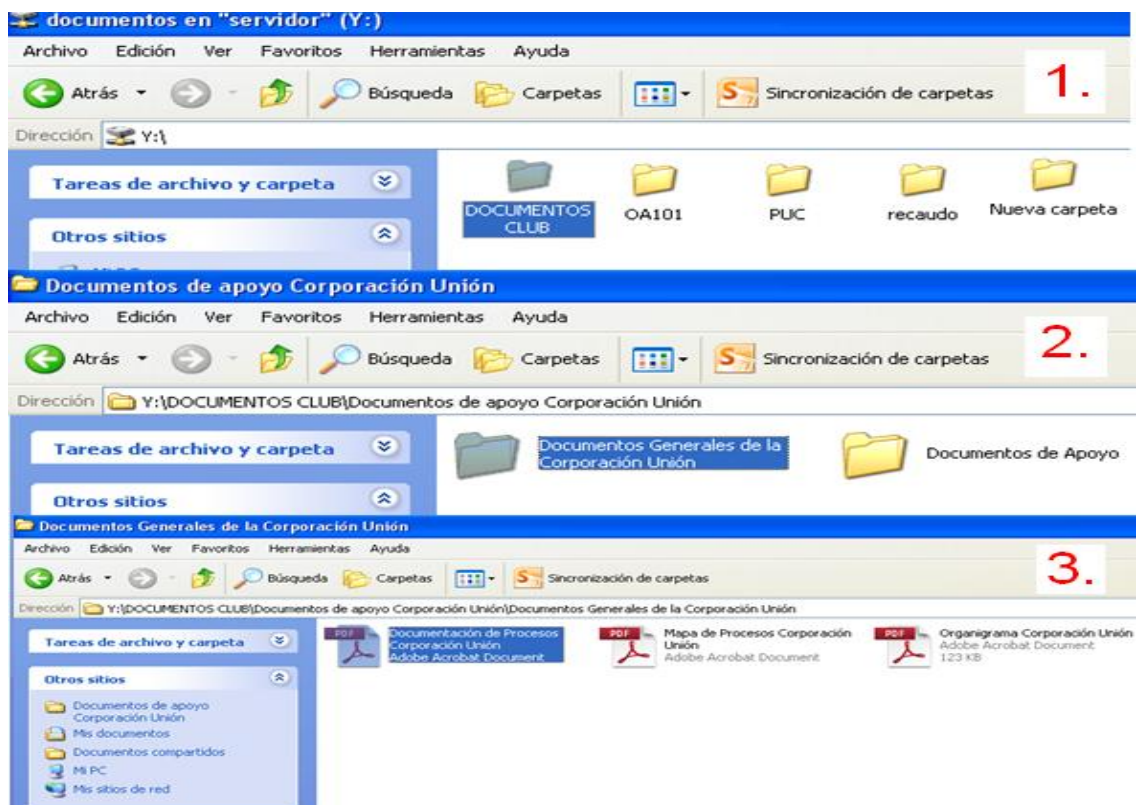 documentos en "servidor" (Y:)
Archivo Edición Ver Favoritos Herramientas Ayuda
Atrás Búsqueda Carpetas Sincronización de carpetas 1.
Dirección Y:\
Tareas de archivo y carpeta
Otros sitios
DOCUMENTOS CLUB
OA101
PUC
recaudo
Nueva carpeta
Documentos de apoyo Corporación Unión
Archivo Edición Ver Favoritos Herramientas Ayuda
Atrás Búsqueda Carpetas Sincronización de carpetas 2.
Dirección Y:\DOCUMENTOS CLUB\Documentos de apoyo Corporación Unión
Tareas de archivo y carpeta
Otros sitios
Documentos Generales de la
Corporación Unión
Documentos de Apoyo
Documentos Generales de la Corporación Unión
Archivo Edición Ver Favoritos Herramientas Ayuda
Atrás Búsqueda Carpetas Sincronización de carpetas 3.
Dirección Y:\DOCUMENTOS CLUB\Documentos de apoyo Corporación Unión\Documentos Generales de la Corporación Unión
Tareas de archivo y carpeta
Otros sitios
Documentos de apoyo
Corporación Unión
Mis documentos
Documentos compartidos
Mi PC
Mis sitios de red
PDF
Documentación de Procesos
Corporación Unión
Adobe Acrobat Document
PDF
Mapa de Procesos Corporación
Unión
Adobe Acrobat Document
PDF
Organigrama Corporación Unión
Adobe Acrobat Document
123 KB